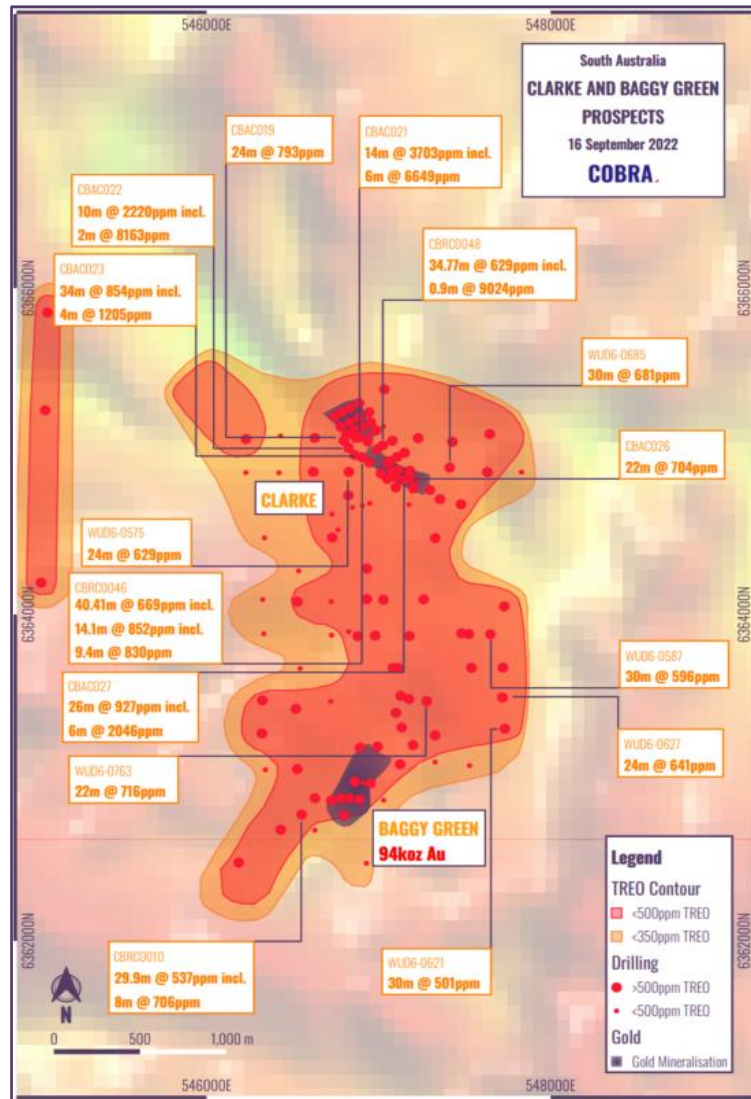 546000E
548000E
South Australia
CLARKE AND BAGGY GREEN
PROSPECTS
16 September 2022
COBRA.
CBAC019
24m @ 793ppm
CBAC021
14m @ 3703ppm incl.
6m @ 6649ppm
CBAC022
10m @ 2220ppm incl.
2m @ 8163ppm
CBRC0048
34.77m @ 629ppm incl.
0.9m @ 9024ppm
CBAC023
34m @ 854ppm incl.
4m @ 1205ppm
6366000N
6366000N
WUD6-0685
30m @ 681ppm
CBAC026
22m @ 704ppm
CLARKE
WUD6-0575
24m @ 629ppm
CBRC0046
40.41m @ 669ppm incl.
14.1m @ 852ppm incl.
9.4m @ 830ppm
6364000N
6364000N
WUD6-0587
30m @ 596ppm
CBAC027
26m @ 927ppm incl.
6m @ 2046ppm
WUD6-0627
24m @ 641ppm
WUD6-0763
22m @ 716ppm
BAGGY GREEN
94koz Au
Legend
TREO Contour
<500ppm TREO
<350ppm TREO
Drilling
>500ppm TREO
<500ppm TREO
Gold
Gold Mineralisation
6362000N
6362000N
CBRC0010
29.9m @ 537ppm incl.
8m @ 706ppm
WUD6-0621
30m @ 501ppm
N
0 500 1,000 m
546000E
548000E